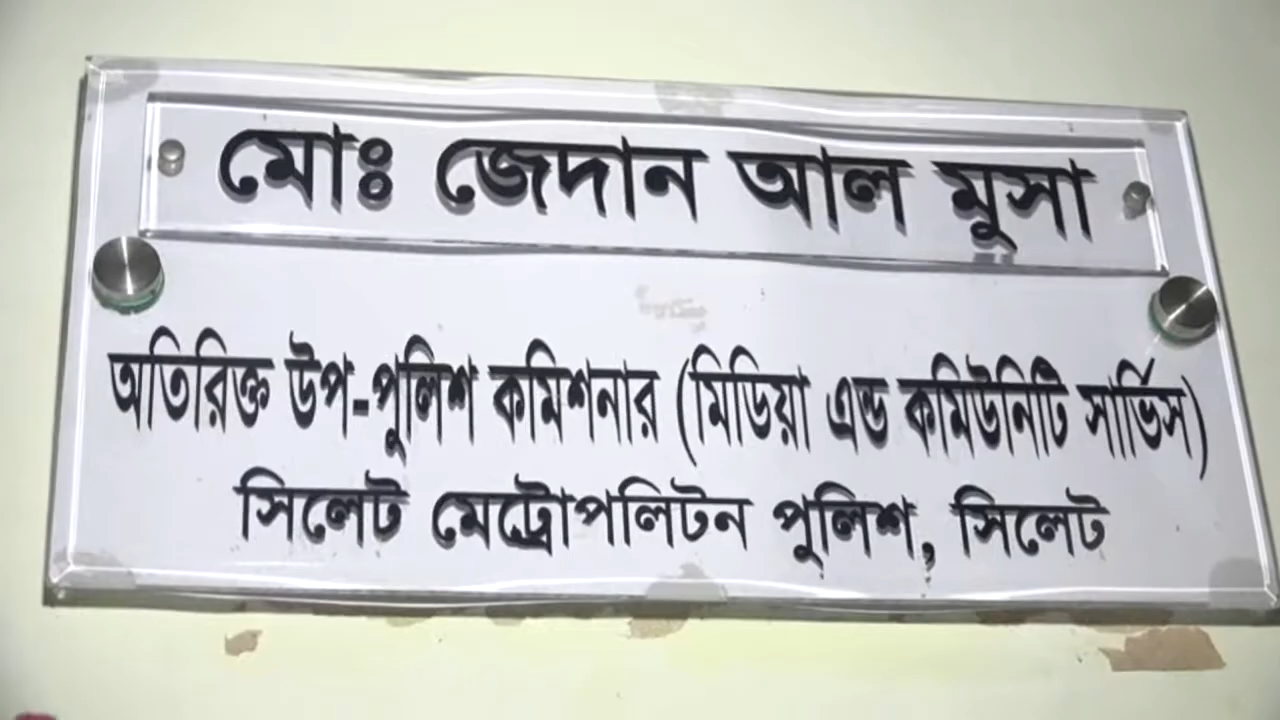 মোঃ জেদান আল মুসা
অতিরিক্ত উপ-পুলিশ কমিশনার (মিডিয়া এন্ড কমিউনিটি সার্ভিস)
সিলেট মেট্রোপলিটন পুলিশ, সিলেট